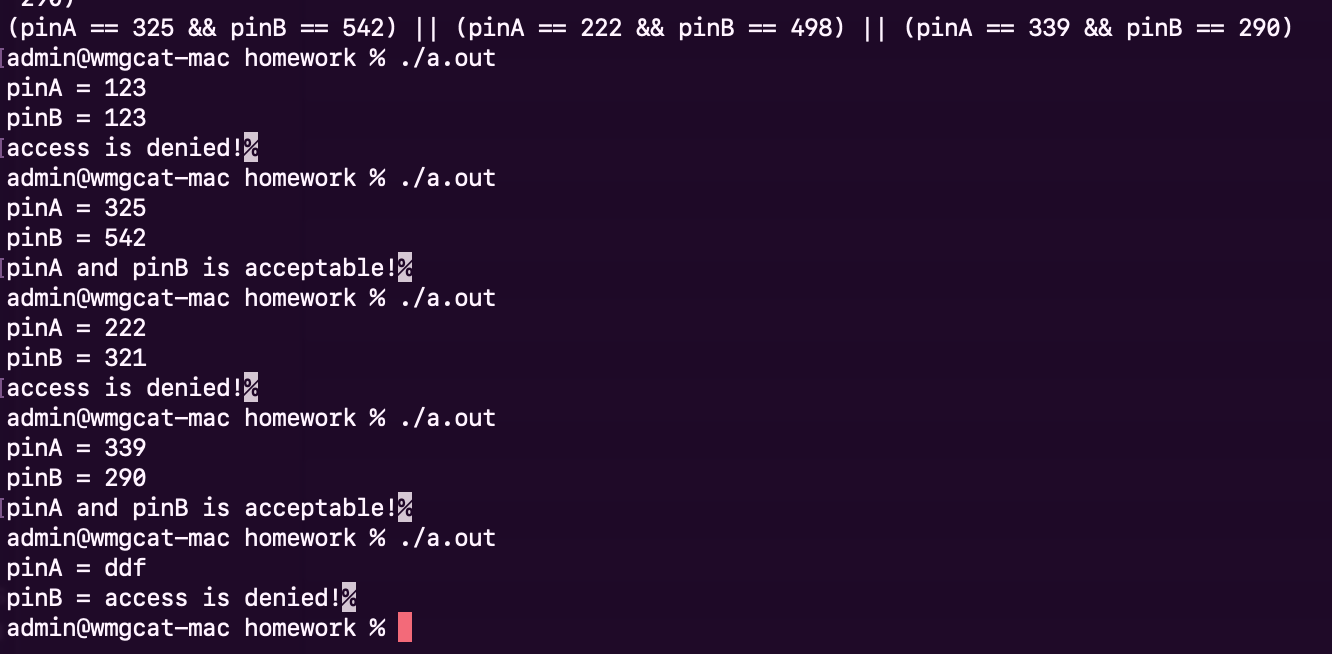 290)
(pinA == 325 && pinB == 542) || (pinA == 222 && pinB == 498) || (pinA == 339 && pinB == 290)
admin@wmgcat-mac homework % ./a.out
pinA = 123
pinB = 123
access is denied!%
admin@wmgcat-mac homework % ./a.out
pinA = 325
pinB = 542
pinA and pinB is acceptable!%
admin@wmgcat-mac homework % ./a.out
pinA = 222
pinB = 321
access is denied!%
admin@wmgcat-mac homework % ./a.out
pinA = 339
pinB = 290
pinA and pinB is acceptable!%
admin@wmgcat-mac homework % ./a.out
pinA = ddf
pinB = access is denied!%
admin@wmgcat-mac homework %